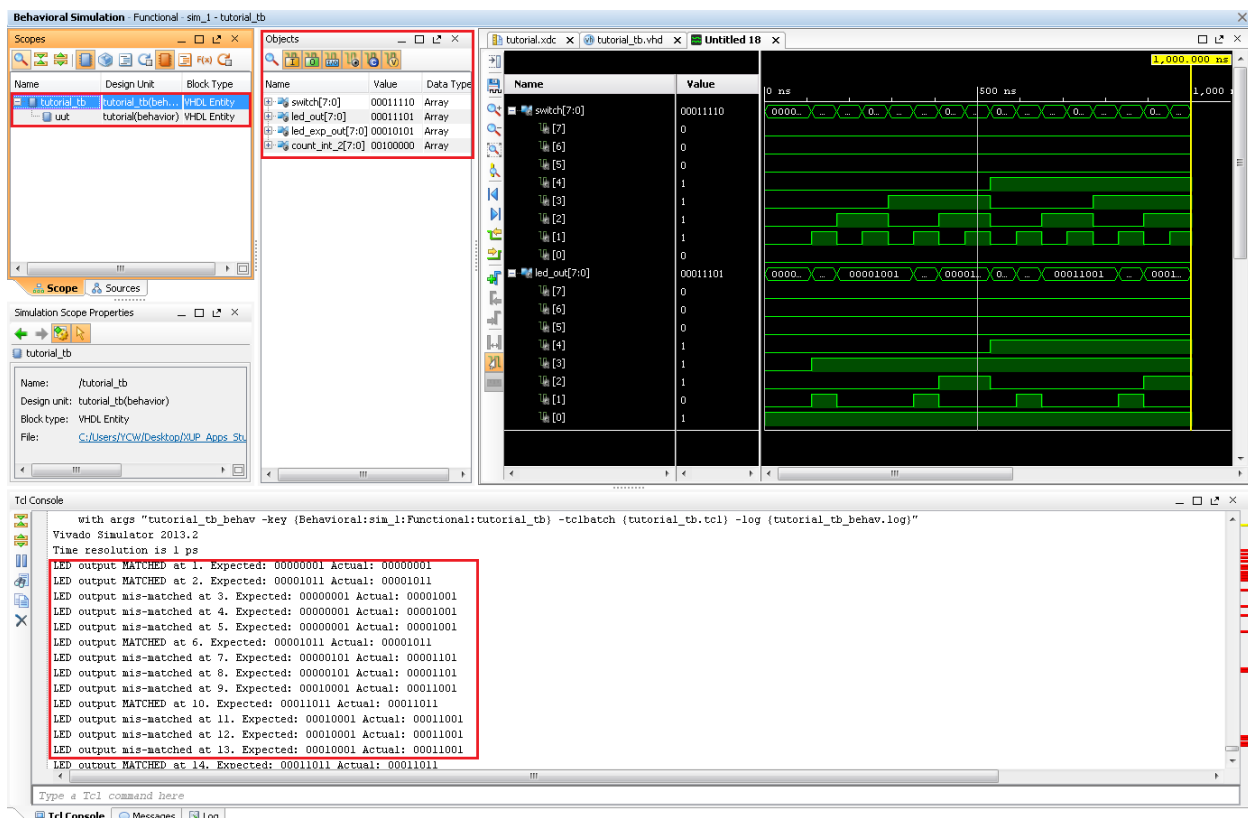 Behavioral Simulation - Functional - sim_1 - tutorial_tb
Scopes
Name Design Unit Block Type
tutorial_tb tutorial_tb(beh... VHDL Entity
uut tutorial(behavior) VHDL Entity
Scope Sources
Simulation Scope Properties
tutorial_tb
Name: /tutorial_tb
Design unit: tutorial_tb(behavior)
Block type: VHDL Entity
File: C:/Users/YCW/Desktop/XUP_Apps_Stu
Objects
Name Value Data Type
switch[7:0] 00011110 Array
led_out[7:0] 00011101 Array
led_exp_out[7:0] 00010101 Array
count_int_2[7:0] 00100000 Array
tutorial.xdc tutorial_tb.vhd Untitled 18
1,000.000 ns
Name Value
0 ns 500 ns 1,000
switch[7:0] 00011110 0000... ... ... 0... ... ... 0... ... ... 0... ... ... 0... ...
[7] 0
[6] 0
[5] 0
[4] 1
[3] 1
[2] 1
[1] 1
[0] 0
led_out[7:0] 00011101 0000... ... 00001001 ... 00001... 0... ... 00011001 ... 0001...
[7] 0
[6] 0
[5] 0
[4] 1
[3] 1
[2] 1
[1] 0
[0] 1
Tcl Console
with args "tutorial_tb_behav -key {Behavioral:sim_1:Functional:tutorial_tb} -tclbatch {tutorial_tb.tcl} -log {tutorial_tb_behav.log}"
Vivado Simulator 2013.2
Time resolution is 1 ps
LED output MATCHED at 1. Expected: 00000001 Actual: 00000001
LED output MATCHED at 2. Expected: 00001011 Actual: 00001011
LED output mis-matched at 3. Expected: 00000001 Actual: 00001001
LED output mis-matched at 4. Expected: 00000001 Actual: 00001001
LED output mis-matched at 5. Expected: 00000001 Actual: 00001001
LED output MATCHED at 6. Expected: 00001011 Actual: 00001011
LED output mis-matched at 7. Expected: 00000101 Actual: 00001101
LED output mis-matched at 8. Expected: 00000101 Actual: 00001101
LED output mis-matched at 9. Expected: 00010001 Actual: 00011001
LED output MATCHED at 10. Expected: 00011011 Actual: 00011011
LED output mis-matched at 11. Expected: 00010001 Actual: 00011001
LED output mis-matched at 12. Expected: 00010001 Actual: 00011001
LED output mis-matched at 13. Expected: 00010001 Actual: 00011001
LED output MATCHED at 14. Expected: 00011011 Actual: 00011011
Type a Tcl command here
Tcl Console Messages Log